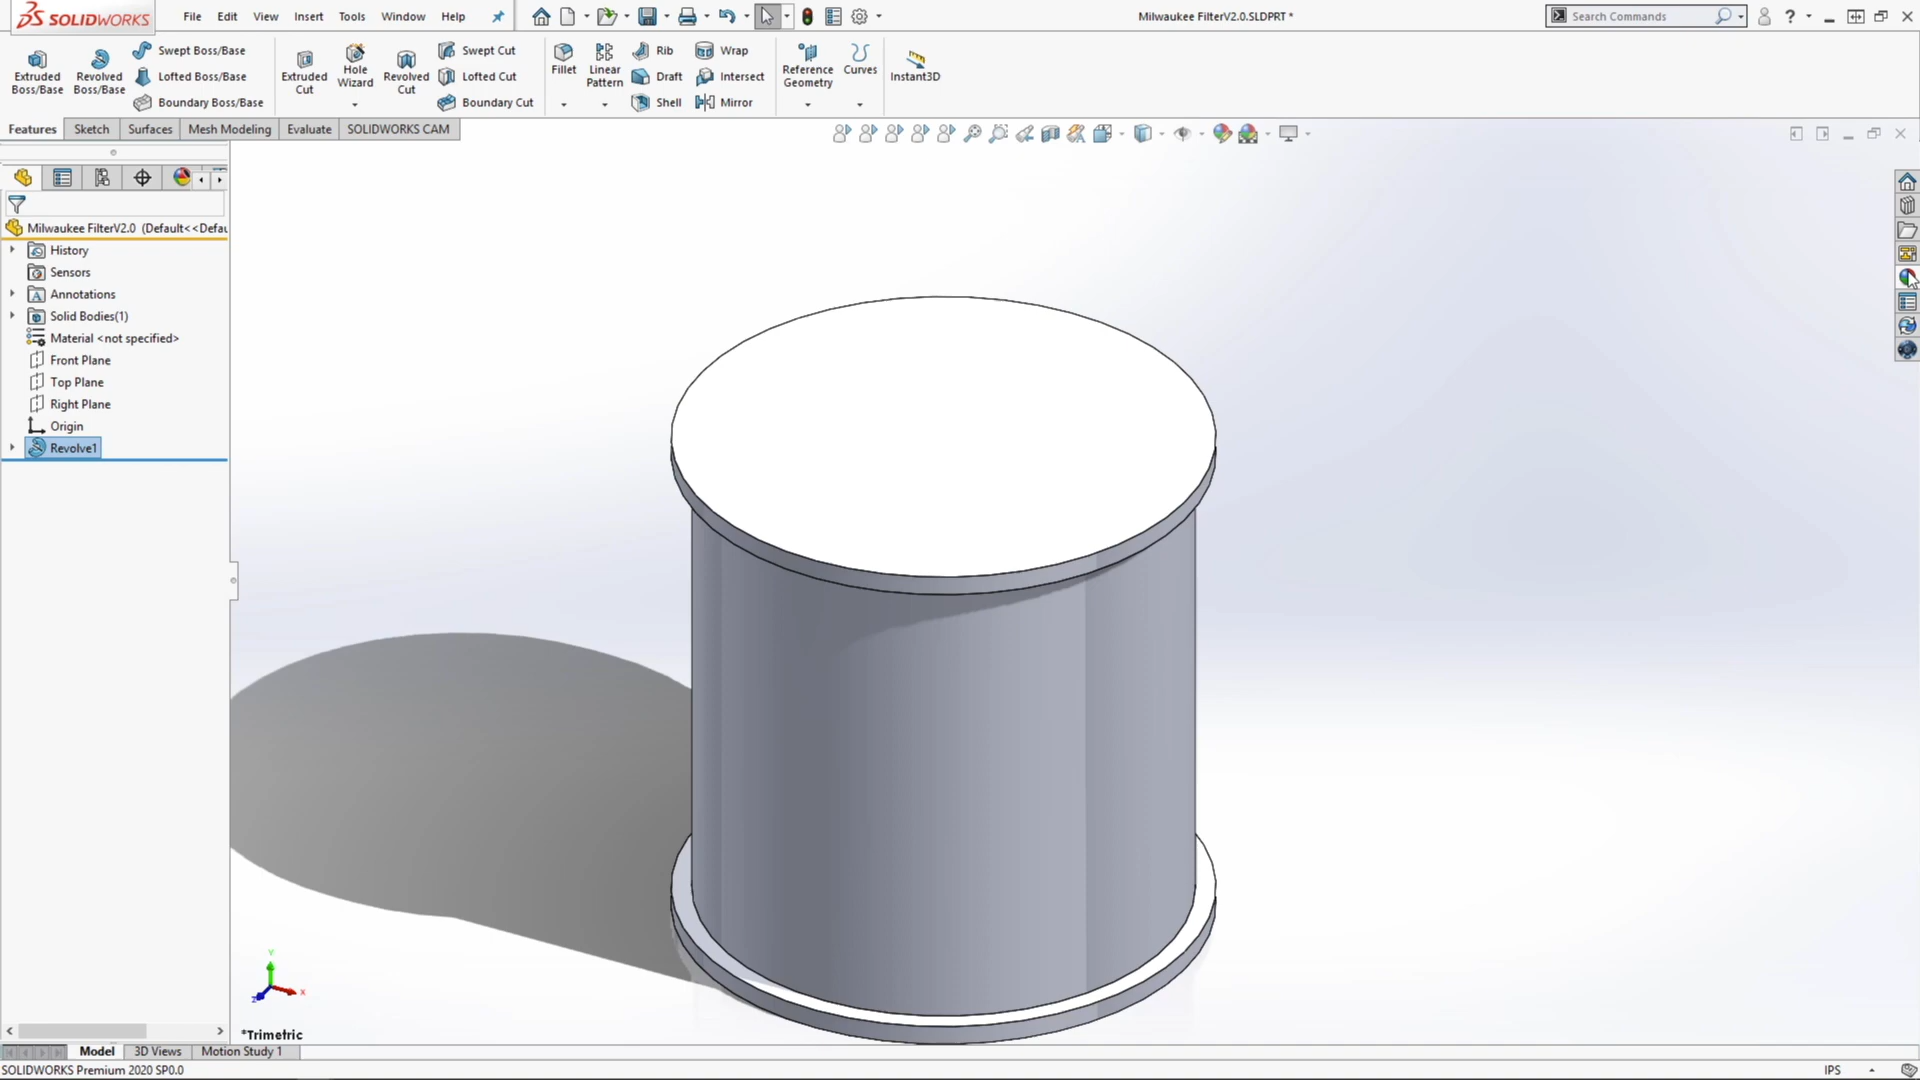 SOLIDWORKS File Edit View Insert Tools Window Help Milwaukee FilterV2.0.SLDPRT * Search Commands ?
Extruded Boss/Base
Revolved Boss/Base
Swept Boss/Base
Lofted Boss/Base
Boundary Boss/Base
Extruded Cut
Hole Wizard
Revolved Cut
Swept Cut
Lofted Cut
Boundary Cut
Fillet
Linear Pattern
Rib
Draft
Shell
Wrap
Intersect
Mirror
Reference Geometry
Curves
Instant3D
Features Sketch Surfaces Mesh Modeling Evaluate SOLIDWORKS CAM
Milwaukee FilterV2.0 (Default<<Defau
History
Sensors
Annotations
Solid Bodies(1)
Material <not specified>
Front Plane
Top Plane
Right Plane
Origin
Revolve1
Y
X
Z
*Trimetric
Model 3D Views Motion Study 1
SOLIDWORKS Premium 2020 SP0.0 IPS